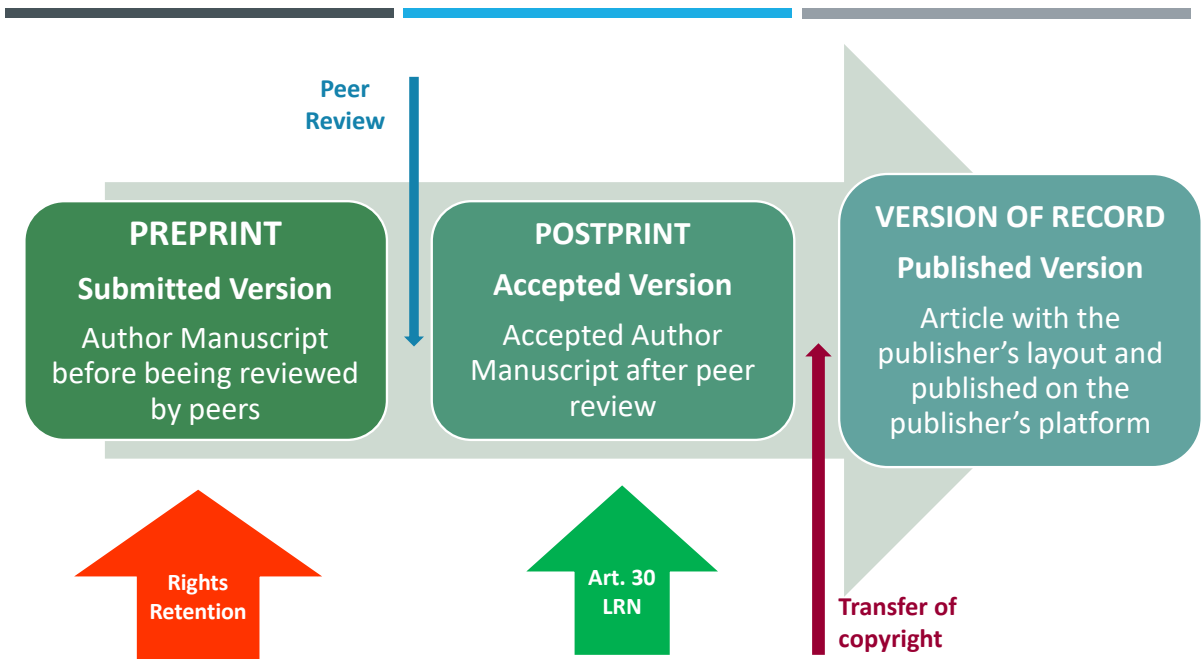 Peer
Review
PREPRINT
Submitted Version
Author Manuscript
before beeing reviewed
by peers
POSTPRINT
Accepted Version
Accepted Author
Manuscript after peer
review
VERSION OF RECORD
Published Version
Article with the
publisher’s layout and
published on the
publisher’s platform
Rights
Retention
Art. 30
LRN
Transfer of
copyright